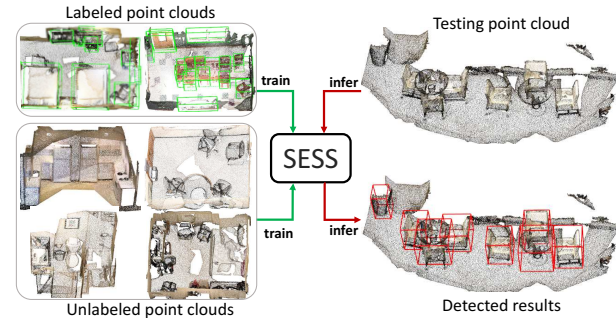 Labeled point clouds
Testing point cloud
train
infer
SESS
train
infer
Unlabeled point clouds
Detected results